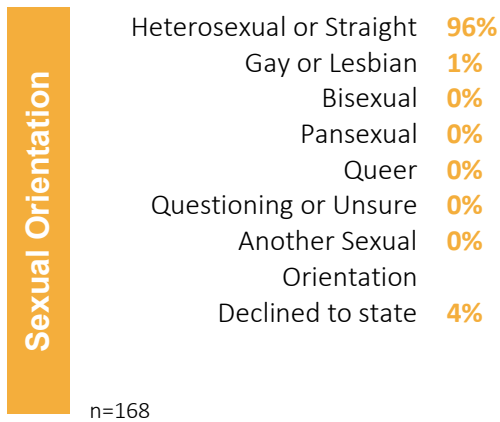 Sexual Orientation
Heterosexual or Straight 96%
Gay or Lesbian 1%
Bisexual 0%
Pansexual 0%
Queer 0%
Questioning or Unsure 0%
Another Sexual 0%
Orientation
Declined to state 4%
n=168